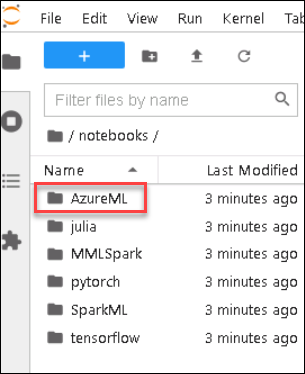 File Edit View Run Kernel Tab
Filter files by name
/ notebooks /
Name Last Modified
AzureML 3 minutes ago
julia 3 minutes ago
MMLSpark 3 minutes ago
pytorch 3 minutes ago
SparkML 3 minutes ago
tensorflow 3 minutes ago